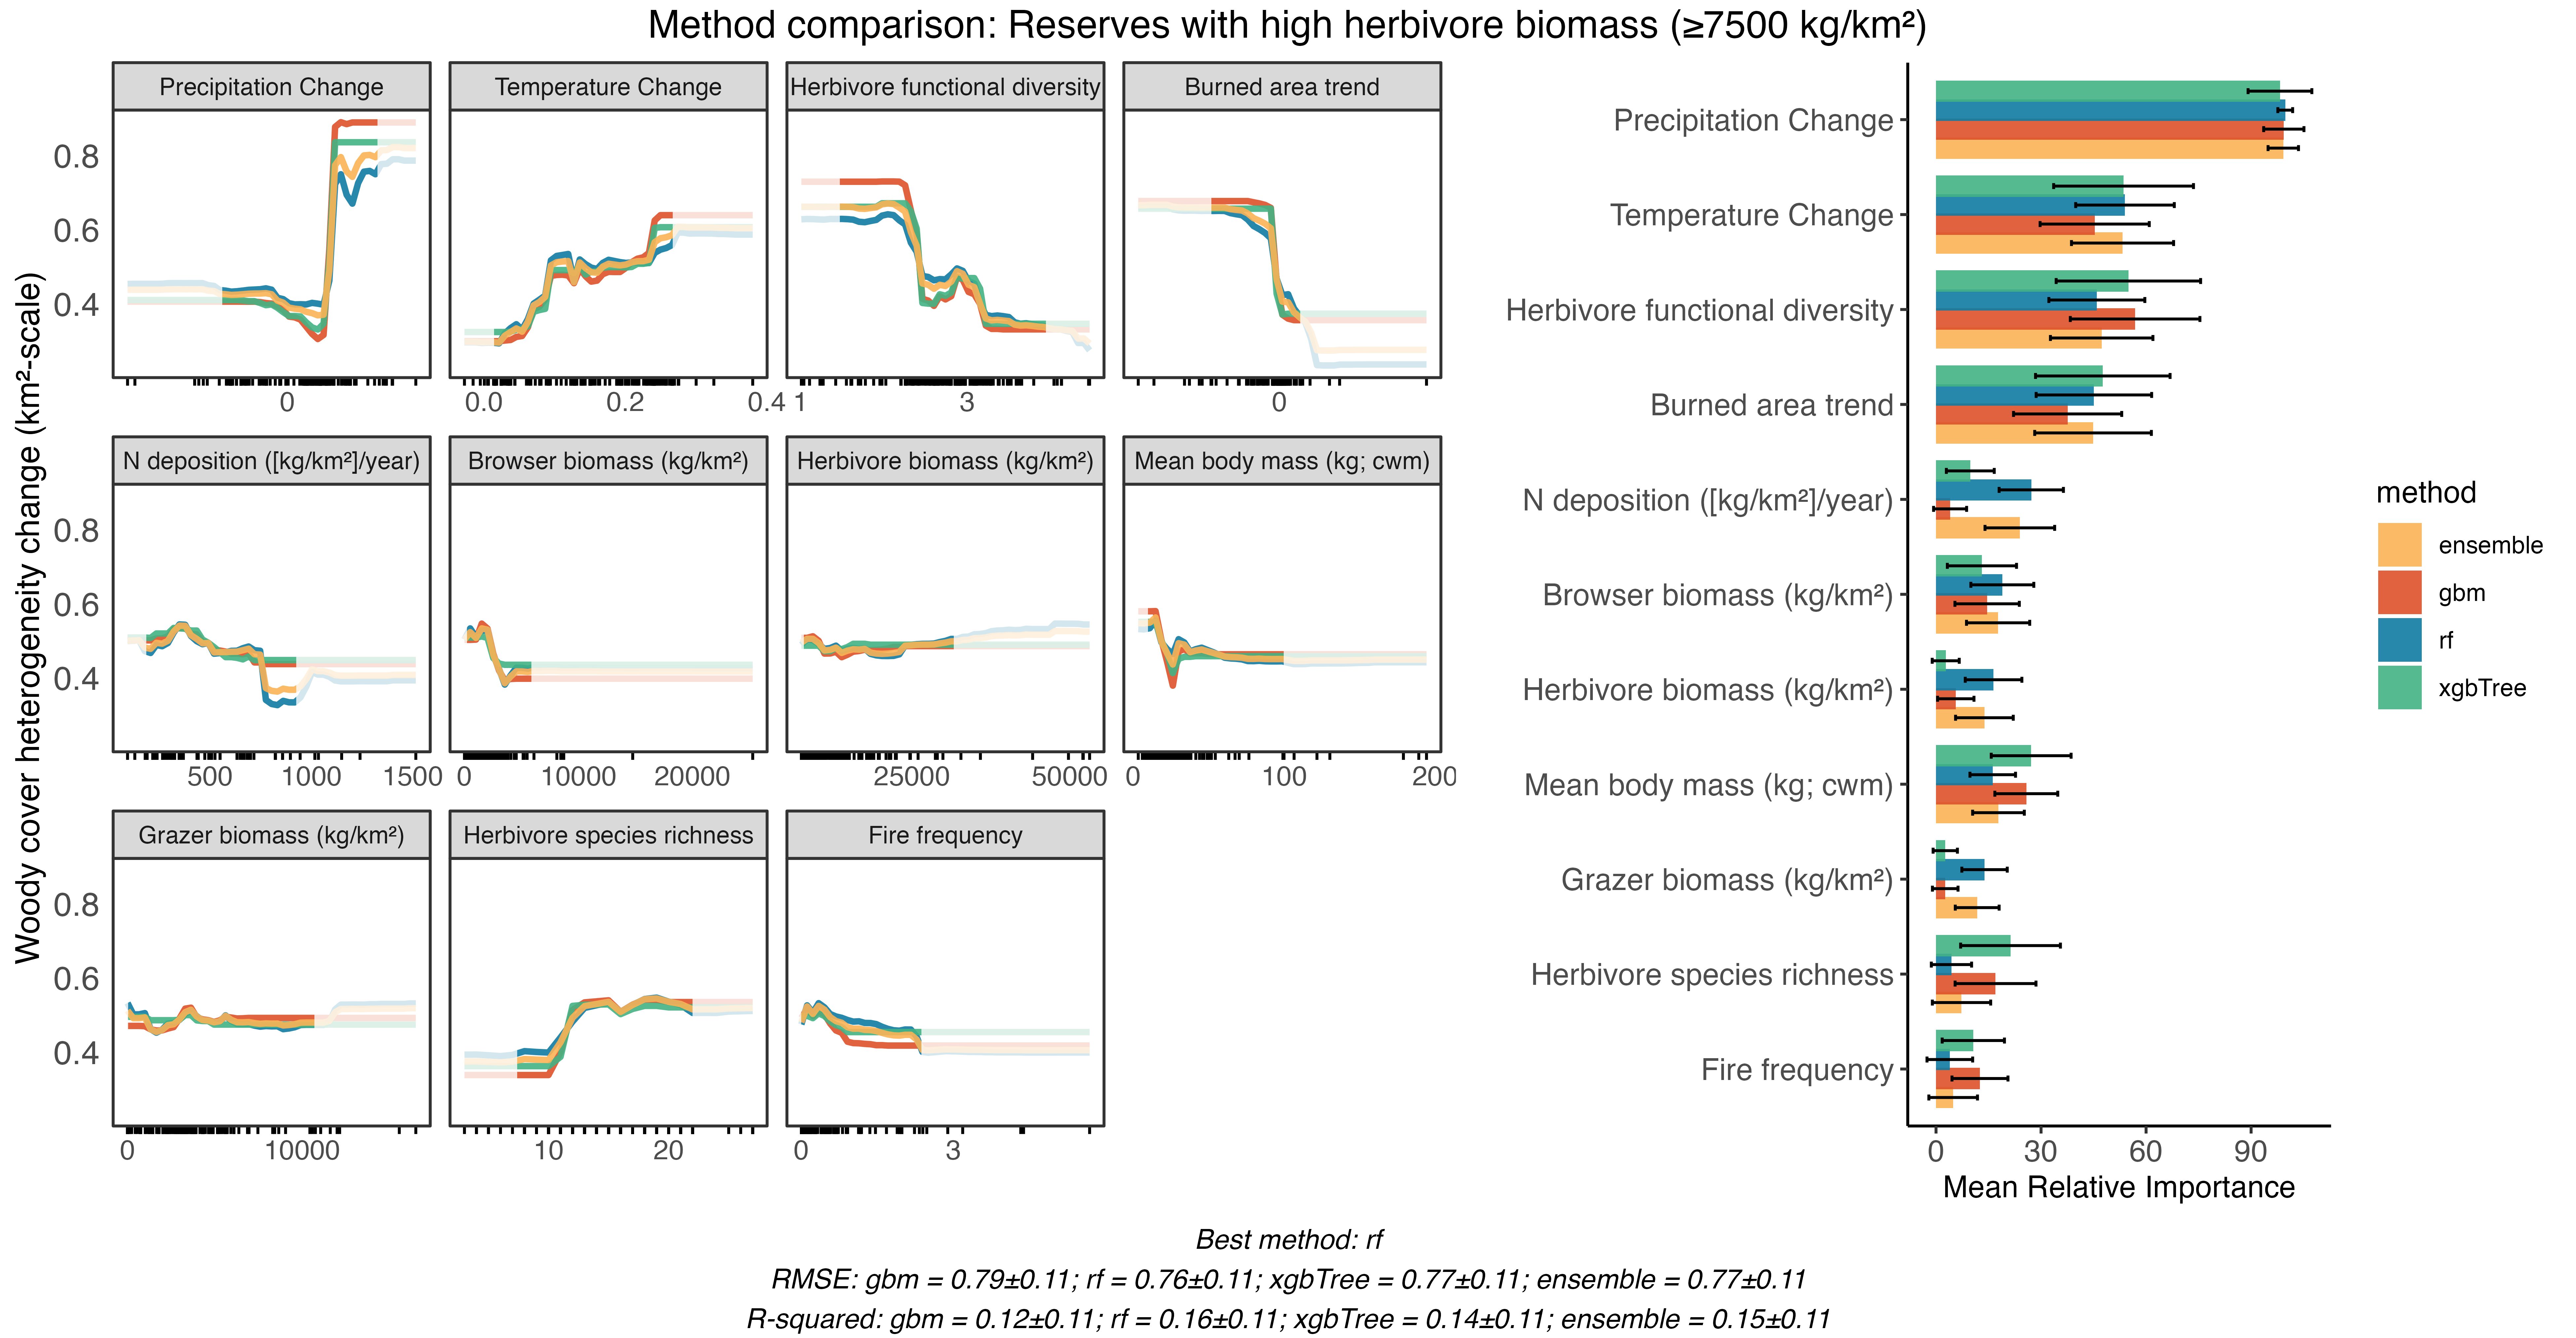 Method comparison: Reserves with high herbivore biomass (≥7500 kg/km²)
Woody cover heterogeneity change (km²-scale)
Precipitation Change
Temperature Change
Herbivore functional diversity
Burned area trend
0.8
0.6
0.4
0
0.0 0.2 0.4
1 3
0
N deposition ([kg/km²]/year)
Browser biomass (kg/km²)
Herbivore biomass (kg/km²)
Mean body mass (kg; cwm)
0.8
0.6
0.4
500 1000 1500
0 10000 20000
25000 50000
0 100 200
Grazer biomass (kg/km²)
Herbivore species richness
Fire frequency
0.8
0.6
0.4
0 10000
10 20
0 3
Precipitation Change
Temperature Change
Herbivore functional diversity
Burned area trend
N deposition ([kg/km²]/year)
Browser biomass (kg/km²)
Herbivore biomass (kg/km²)
Mean body mass (kg; cwm)
Grazer biomass (kg/km²)
Herbivore species richness
Fire frequency
0 30 60 90
Mean Relative Importance
method
ensemble
gbm
rf
xgbTree
Best method: rf
RMSE: gbm = 0.79±0.11; rf = 0.76±0.11; xgbTree = 0.77±0.11; ensemble = 0.77±0.11
R-squared: gbm = 0.12±0.11; rf = 0.16±0.11; xgbTree = 0.14±0.11; ensemble = 0.15±0.11